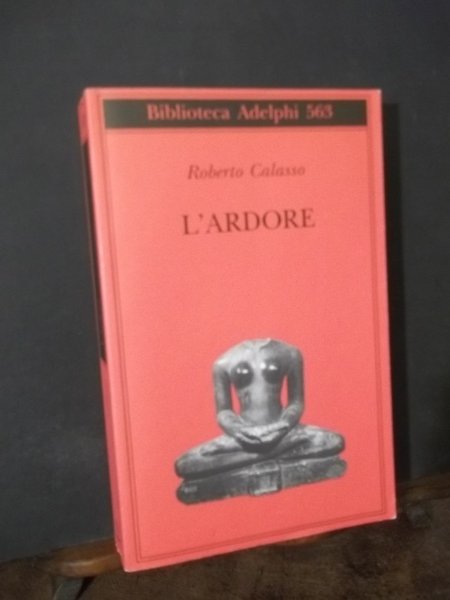 Biblioteca Adelphi 563
Roberto Calasso
L'ARDORE